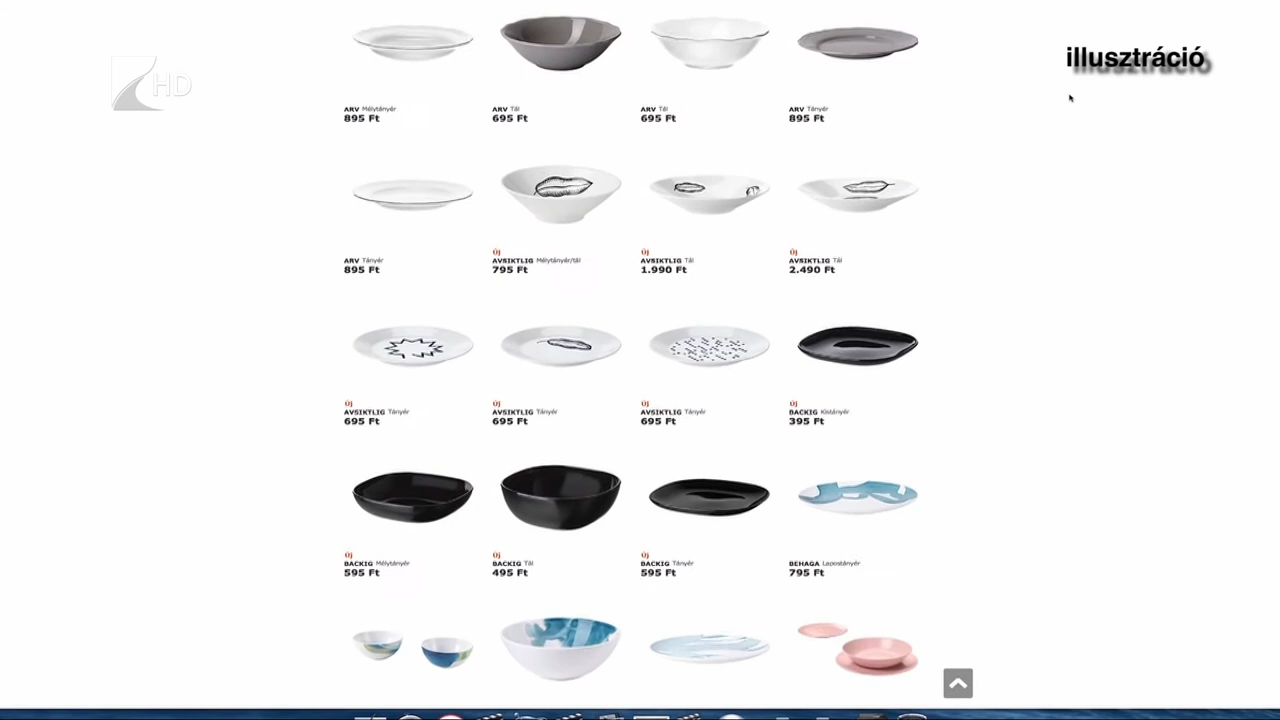 illusztráció
HD
ARV Mélytányér
895 Ft
ARV Tál
695 Ft
ARV Tál
695 Ft
ARV Tányér
895 Ft
ARV Tányér
895 Ft
Új
AVSIKTLIG Mélytányér/tál
795 Ft
Új
AVSIKTLIG Tál
1.990 Ft
Új
AVSIKTLIG Tál
2.490 Ft
Új
AVSIKTLIG Tányér
695 Ft
Új
AVSIKTLIG Tányér
695 Ft
Új
AVSIKTLIG Tányér
695 Ft
Új
BACKIG Kistányér
395 Ft
Új
BACKIG Mélytányér
595 Ft
Új
BACKIG Tál
495 Ft
Új
BACKIG Tányér
595 Ft
BEHAGA Lapostányér
795 Ft